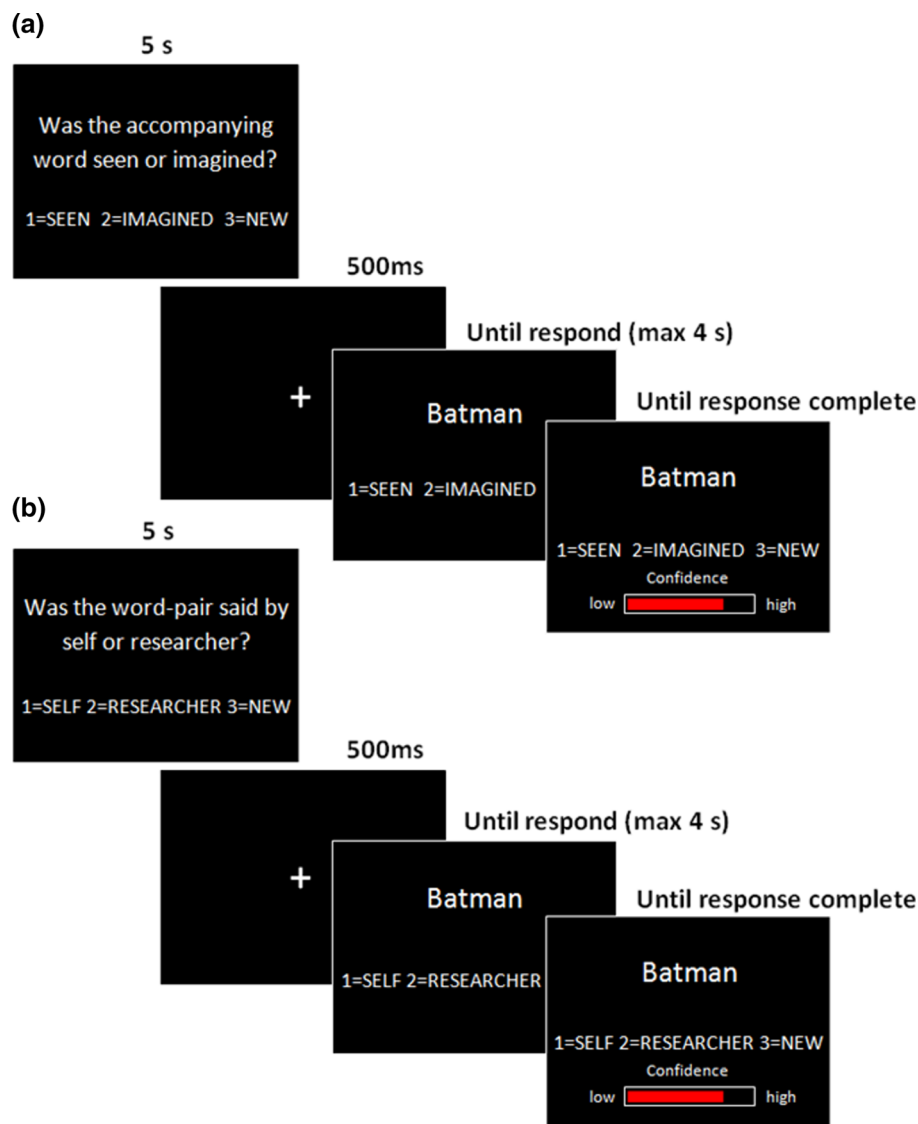 (a)
5 s
Was the accompanying
word seen or imagined?
1=SEEN 2=IMAGINED 3=NEW
500ms
+
Until respond (max 4 s)
Batman
1=SEEN 2=IMAGINED
Until response complete
Batman
1=SEEN 2=IMAGINED 3=NEW
Confidence
low high
(b)
5 s
Was the word-pair said by
self or researcher?
1=SELF 2=RESEARCHER 3=NEW
500ms
+
Until respond (max 4 s)
Batman
1=SELF 2=RESEARCHER
Until response complete
Batman
1=SELF 2=RESEARCHER 3=NEW
Confidence
low high